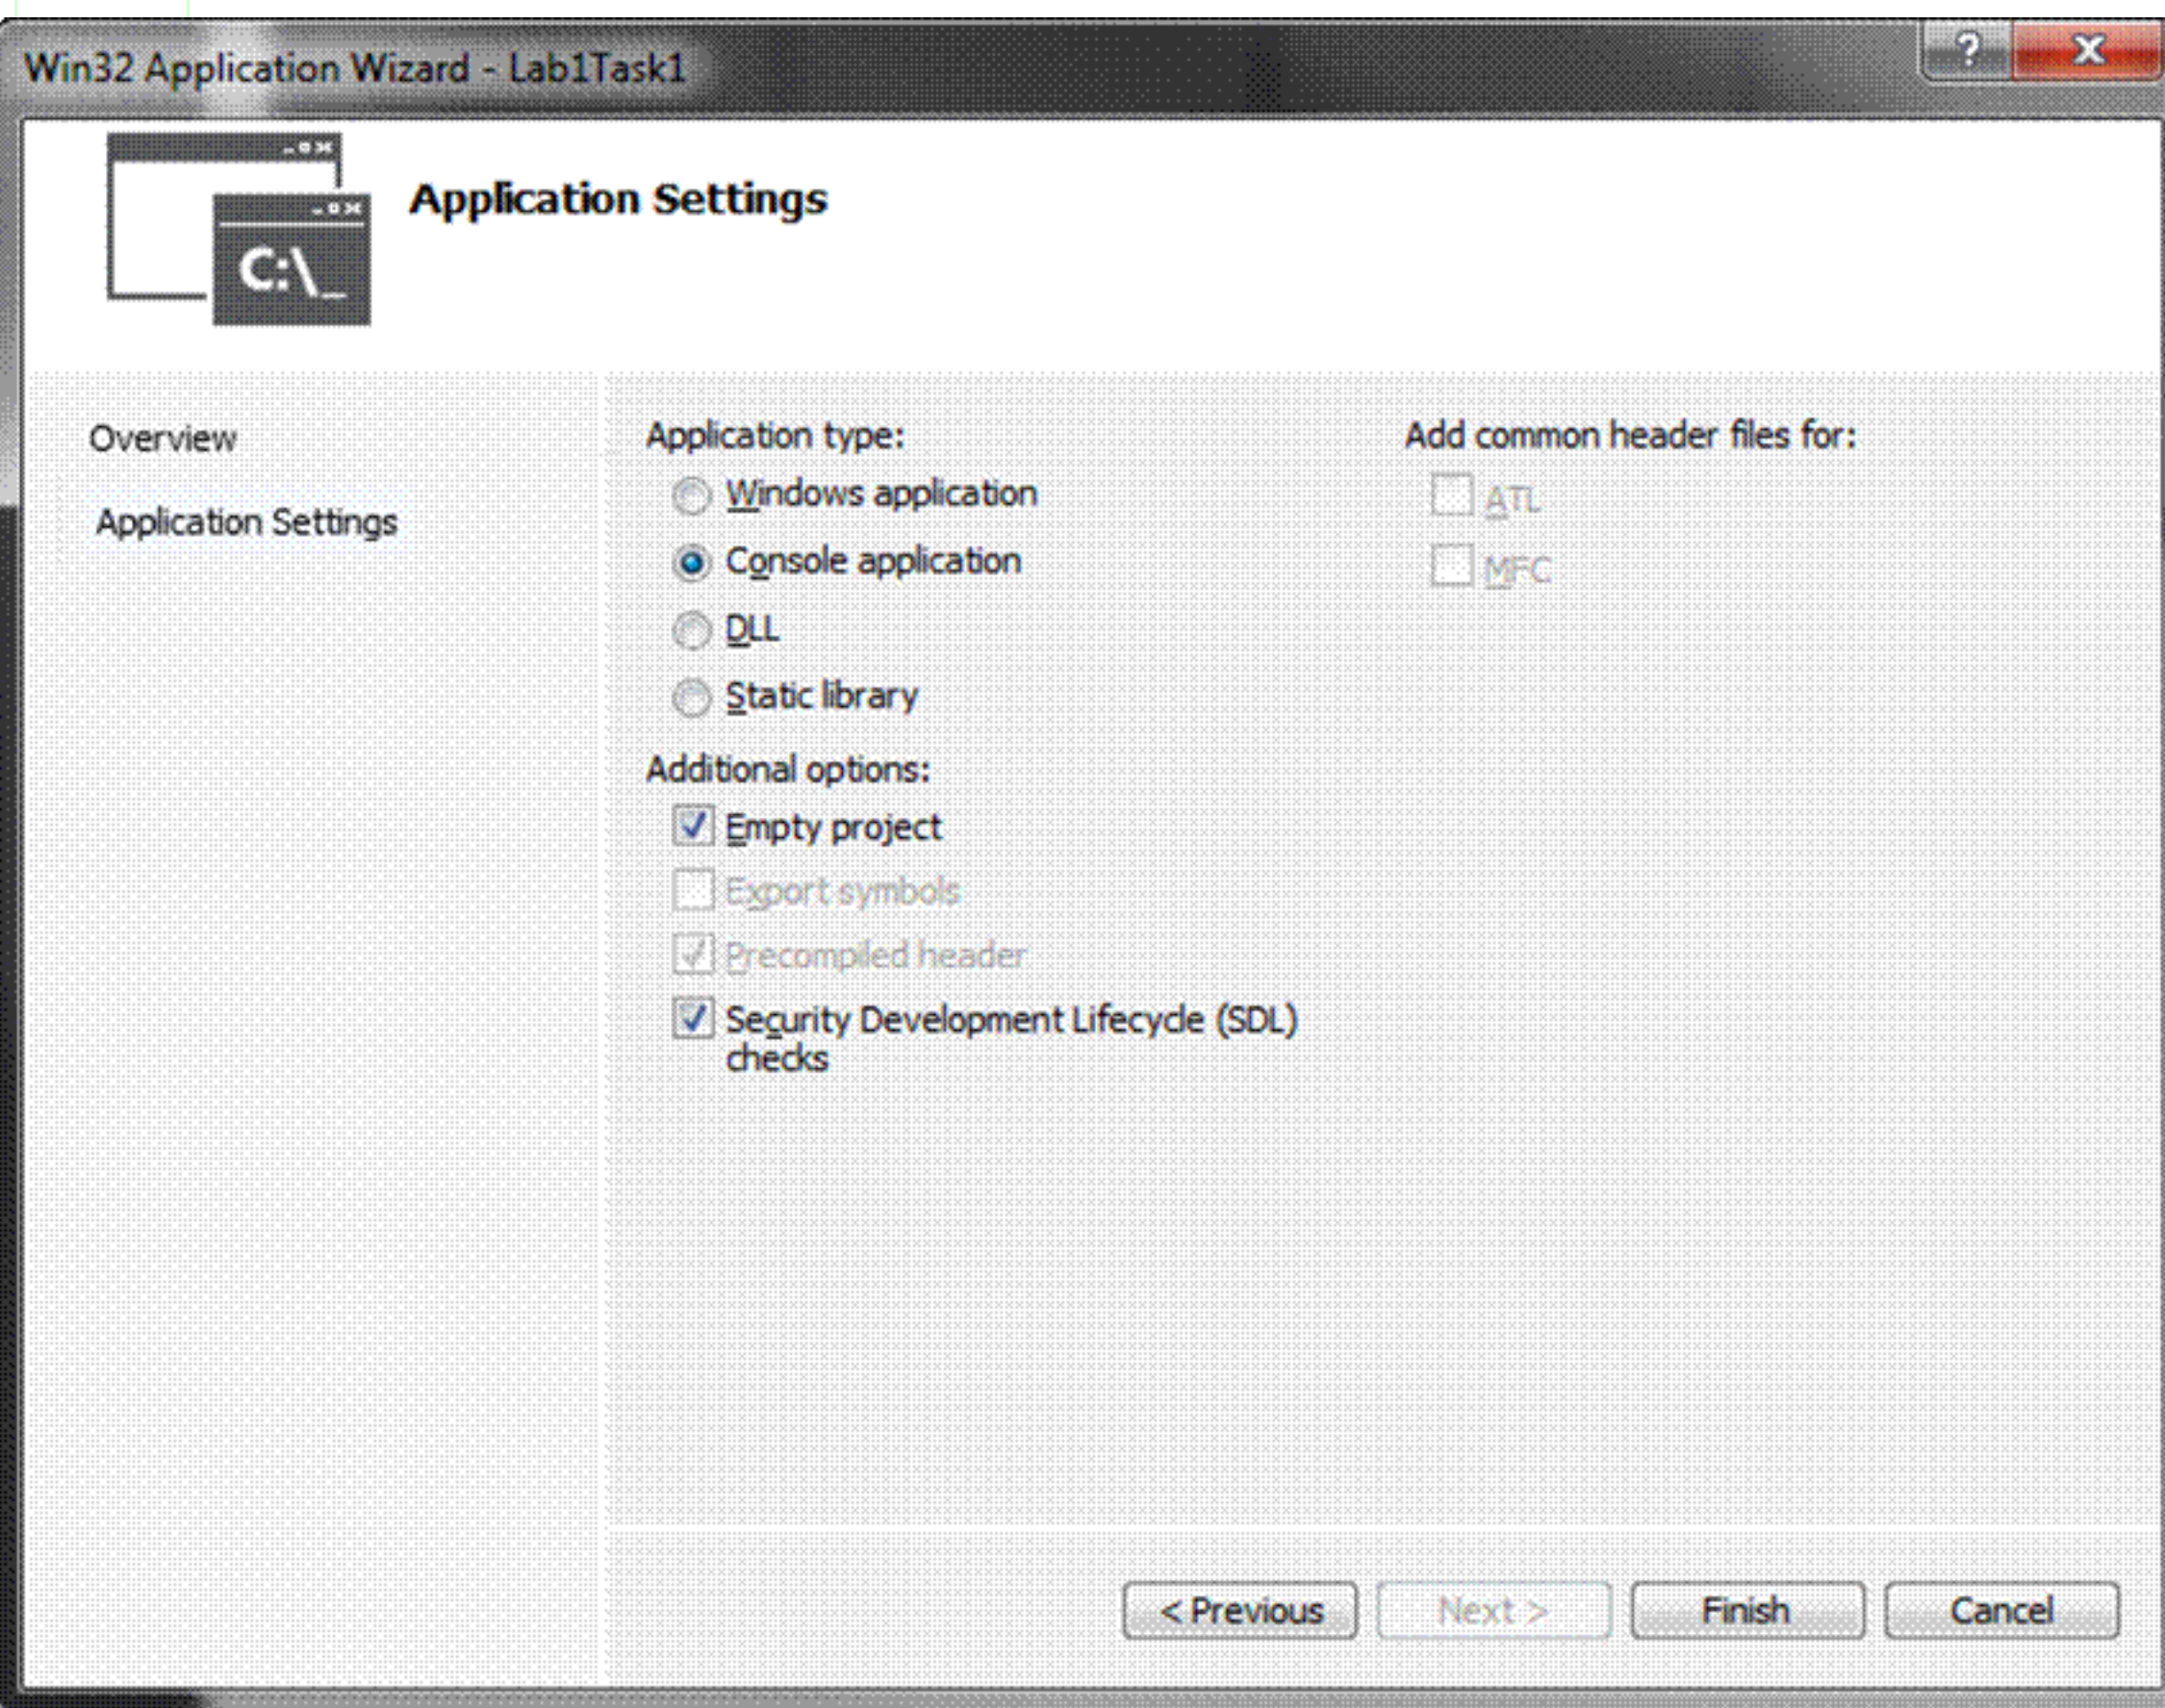 Win32 Application Wizard - Lab1Task1
?
C:\_
Application Settings
Overview
Application Settings
Application type:
Windows application
Console application
DLL
Static library
Additional options:
Empty project
Export symbols
Precompiled header
Security Development Lifecycle (SDL)
checks
Add common header files for:
ATL
MFC
< Previous
Next >
Finish
Cancel